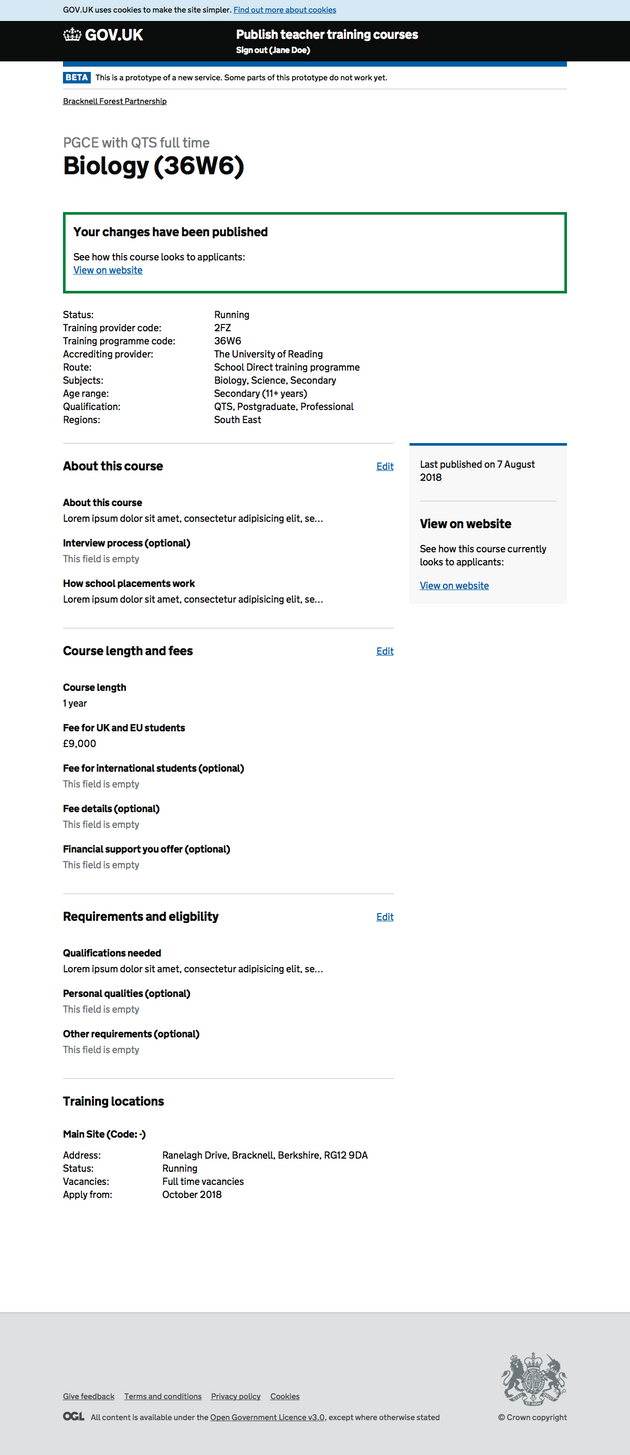 GOV.UK uses cookies to make the site simpler. Find out more about cookies
GOV.UK
Publish teacher training courses
Sign out (Jane Doe)
BETA This is a prototype of a new service. Some parts of this prototype do not work yet.
Bracknell Forest Partnership
PGCE with QTS full time
Biology (36W6)
Your changes have been published
See how this course looks to applicants:
View on website
Status: Running
Training provider code: 2FZ
Training programme code: 36W6
Accrediting provider: The University of Reading
Route: School Direct training programme
Subjects: Biology, Science, Secondary
Age range: Secondary (11+ years)
Qualification: QTS, Postgraduate, Professional
Regions: South East
About this course Edit
About this course
Lorem ipsum dolor sit amet, consectetur adipisicing elit, se…
Interview process (optional)
This field is empty
How school placements work
Lorem ipsum dolor sit amet, consectetur adipisicing elit, se…
Last published on 7 August
2018
View on website
See how this course currently
looks to applicants:
View on website
Course length and fees Edit
Course length
1 year
Fee for UK and EU students
£9,000
Fee for international students (optional)
This field is empty
Fee details (optional)
This field is empty
Financial support you offer (optional)
This field is empty
Requirements and eligbility Edit
Qualifications needed
Lorem ipsum dolor sit amet, consectetur adipisicing elit, se…
Personal qualities (optional)
This field is empty
Other requirements (optional)
This field is empty
Training locations
Main Site (Code: -)
Address: Ranelagh Drive, Bracknell, Berkshire, RG12 9DA
Status: Running
Vacancies: Full time vacancies
Apply from: October 2018
Give feedback Terms and conditions Privacy policy Cookies
OGL All content is available under the Open Government Licence v3.0, except where otherwise stated
© Crown copyright